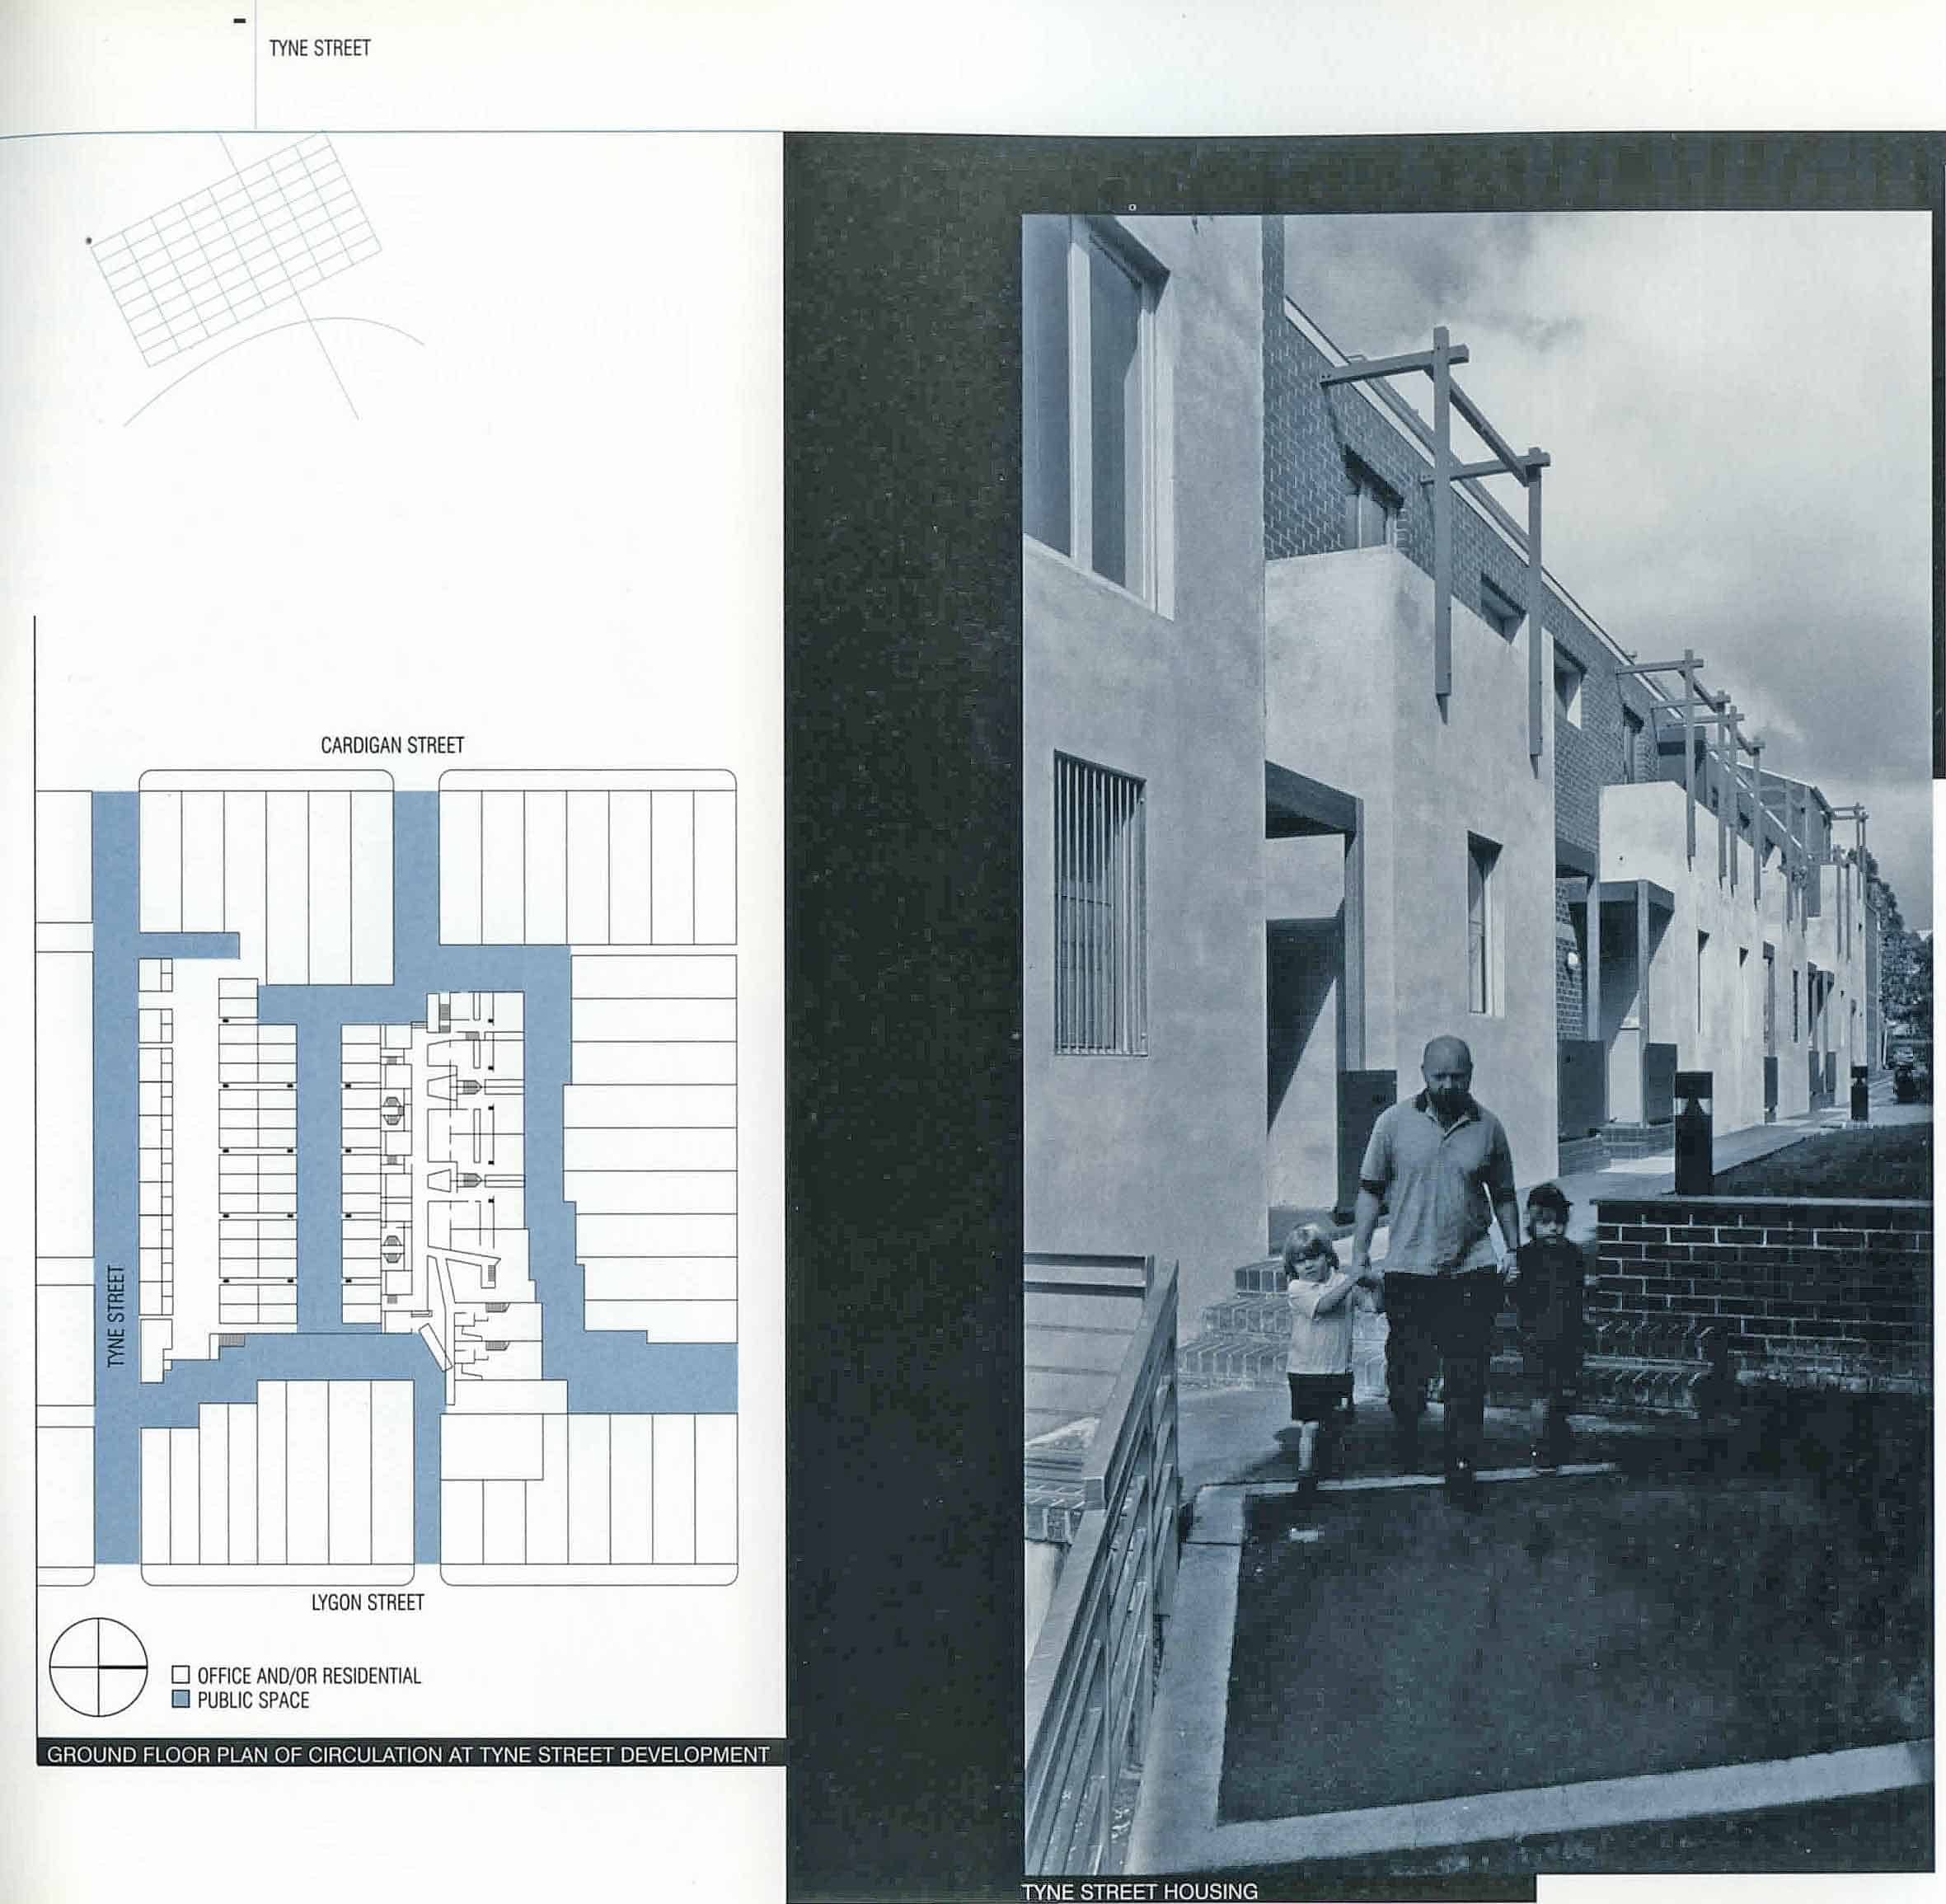 TYNE STREET
CARDIGAN STREET
TYNE STREET
LYGON STREET
OFFICE AND/OR RESIDENTIAL
PUBLIC SPACE
GROUND FLOOR PLAN OF CIRCULATION AT TYNE STREET DEVELOPMENT
TYNE STREET HOUSING